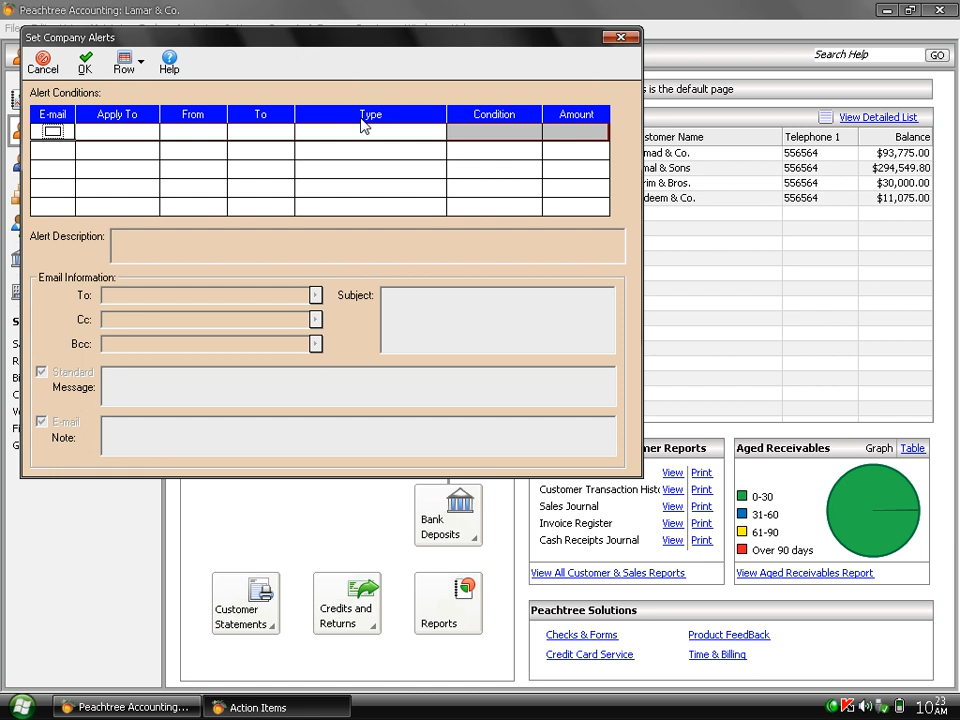 Peachtree Accounting: Lamar & Co.
Set Company Alerts
Cancel
OK
Row
Help
Search Help
GO
Alert Conditions:
E-mail
Apply To
From
To
Type
Condition
Amount
Alert Description:
Email Information:
To:
Subject:
Cc:
Bcc:
Standard
Message:
E-mail
Note:
s is the default page
View Detailed List
stomer Name
Telephone 1
Balance
mad & Co.
556564
$93,775.00
mal & Sons
556564
$294,549.80
rim & Bros.
556564
$30,000.00
deem & Co.
556564
$11,075.00
Bank
Deposits
Customer
Statements
Credits and
Returns
Reports
mer Reports
View
Print
Customer Transaction Histo
View
Print
Sales Journal
View
Print
Invoice Register
View
Print
Cash Receipts Journal
View
Print
View All Customer & Sales Reports
Aged Receivables
Graph
Table
0-30
31-60
61-90
Over 90 days
View Aged Receivables Report
Peachtree Solutions
Checks & Forms
Product FeedBack
Credit Card Service
Time & Billing
Peachtree Accounting...
Action Items
10 23 AM